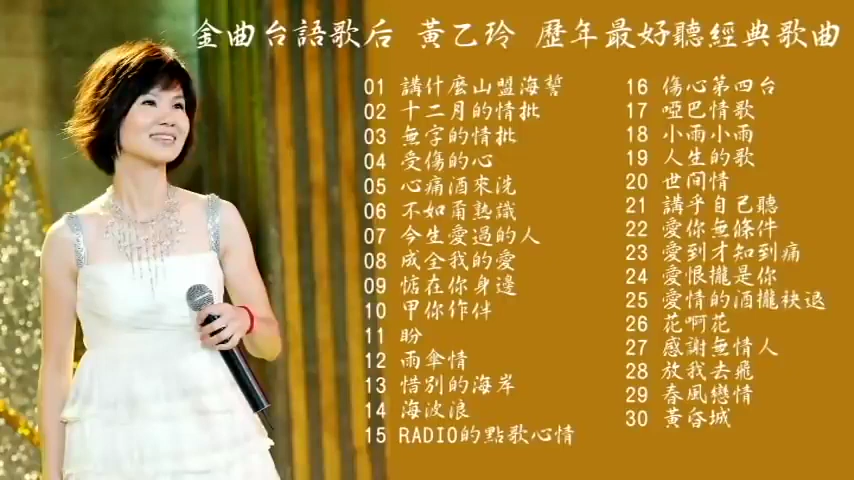 金曲台語歌后 黃乙玲 歷年最好聽經典歌曲
01 講什麼山盟海誓
02 十二月的情批
03 無字的情批
04 受傷的心
05 心痛酒來洗
06 不如甭熟識
07 今生愛過的人
08 成全我的愛
09 惦在你身邊
10 甲你作伴
11 盼
12 雨傘情
13 惜別的海岸
14 海波浪
15 RADIO的點歌心情
16 傷心第四台
17 啞巴情歌
18 小雨小雨
19 人生的歌
20 世间情
21 講乎自己聽
22 愛你無條件
23 愛到才知到痛
24 愛恨攏是你
25 愛情的酒攏袂退
26 花啊花
27 感謝無情人
28 放我去飛
29 春風戀情
30 黃昏城